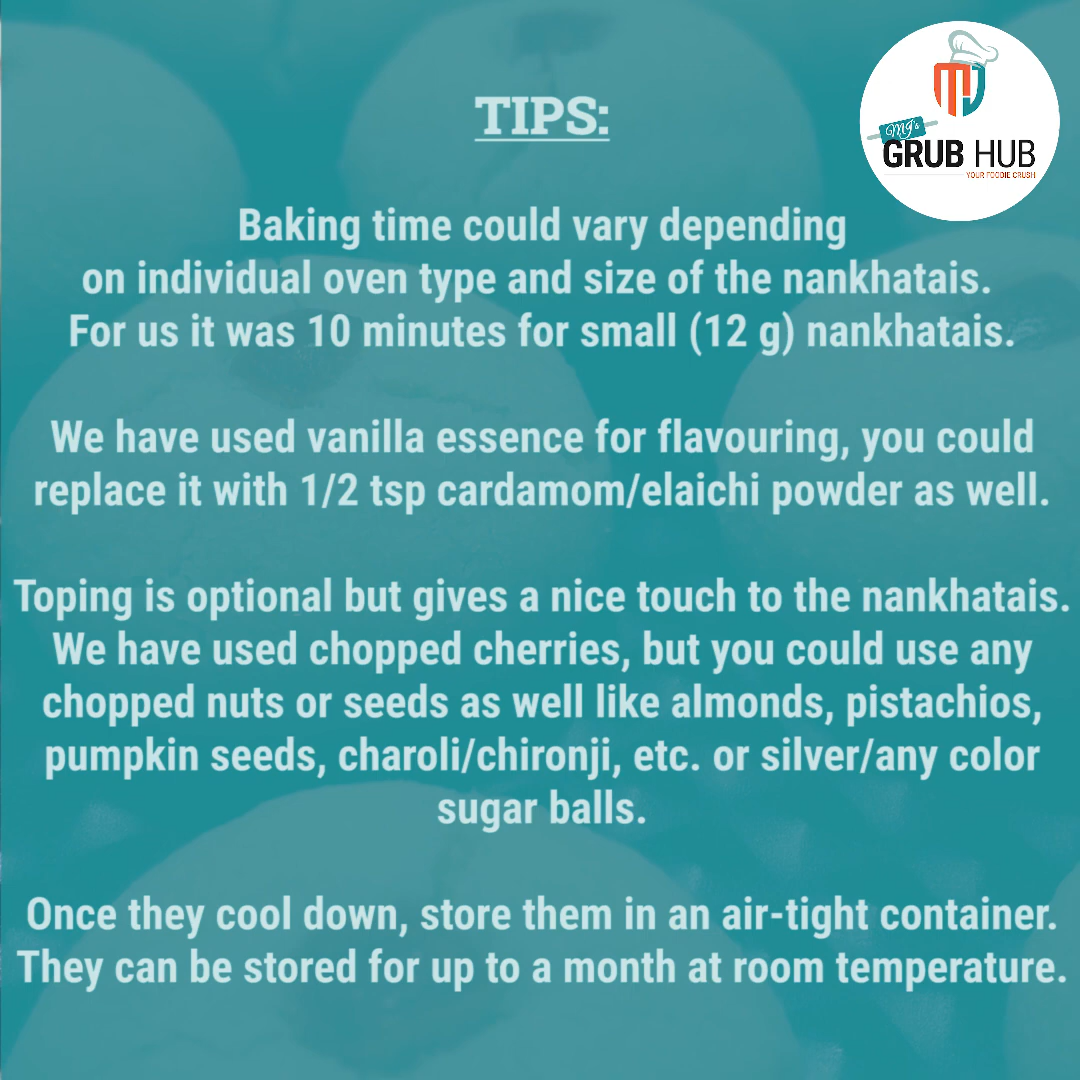 TIPS:
MJ's
GRUB HUB
YOUR FOODIE CRUSH
Baking time could vary depending
on individual oven type and size of the nankhatais.
For us it was 10 minutes for small (12 g) nankhatais.
We have used vanilla essence for flavouring, you could
replace it with 1/2 tsp cardamom/elaichi powder as well.
Toping is optional but gives a nice touch to the nankhatais.
We have used chopped cherries, but you could use any
chopped nuts or seeds as well like almonds, pistachios,
pumpkin seeds, charoli/chironji, etc. or silver/any color
sugar balls.
Once they cool down, store them in an air-tight container.
They can be stored for up to a month at room temperature.